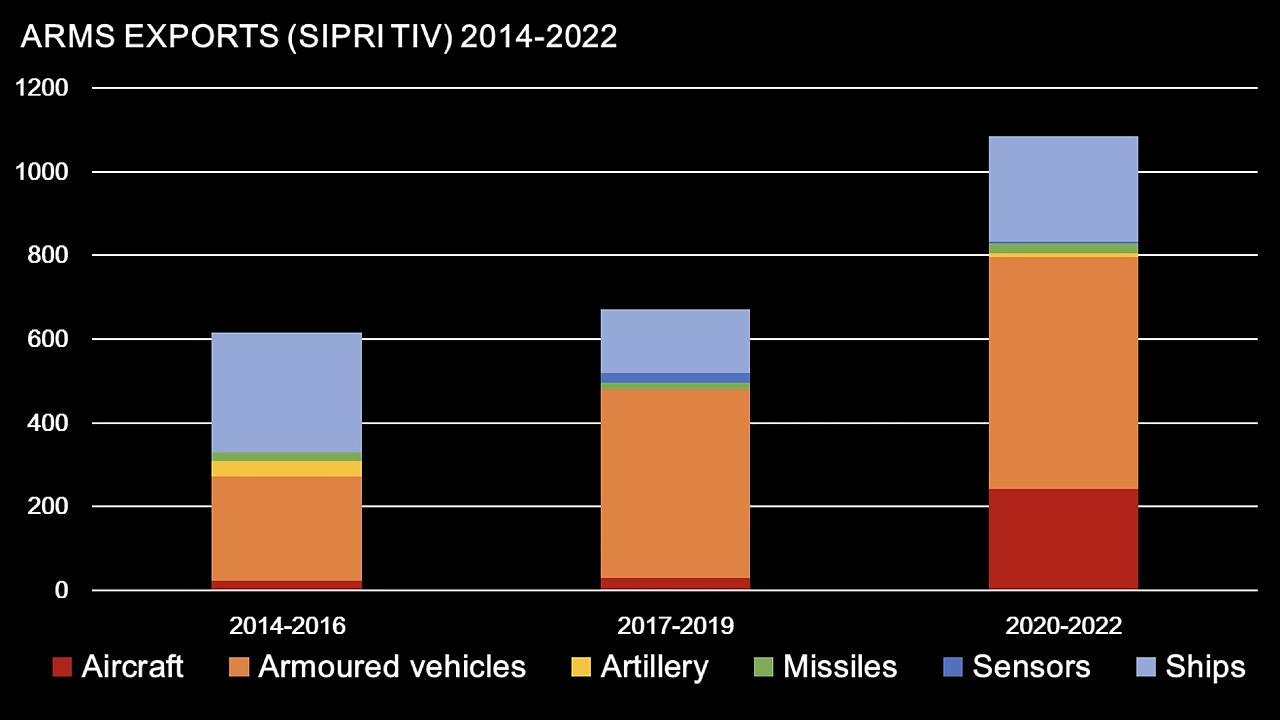 ARMS EXPORTS (SIPRI TIV) 2014-2022
1200
1000
800
600
400
200
0
2014-2016 2017-2019 2020-2022
Aircraft Armoured vehicles Artillery Missiles Sensors Ships